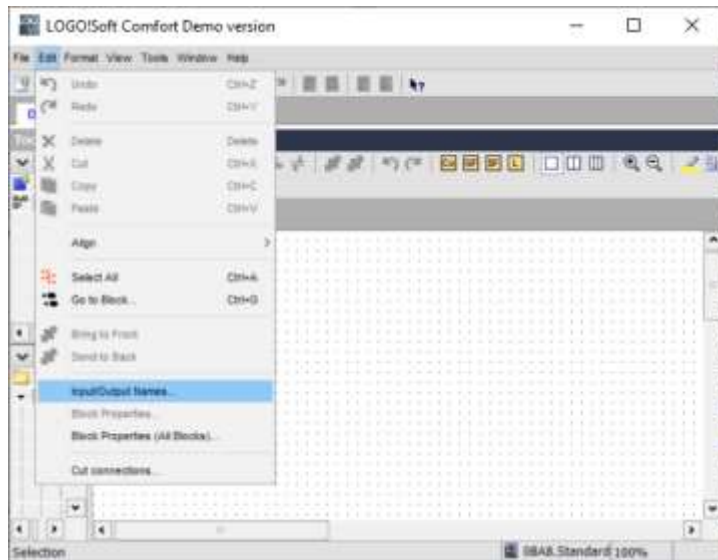 LOGO!Soft Comfort Demo version
File Edit Format View Tools Window Help
Undo Ctrl+Z
Redo Ctrl+Y
Delete Delete
Cut Ctrl+X
Copy Ctrl+C
Paste Ctrl+V
Align
Select All Ctrl+A
Go to Block... Ctrl+G
Bring to Front
Send to Back
Input/Output Names...
Block Properties...
Block Properties (All Blocks)...
Cut connections...
Selection
0BA8.Standard 100%